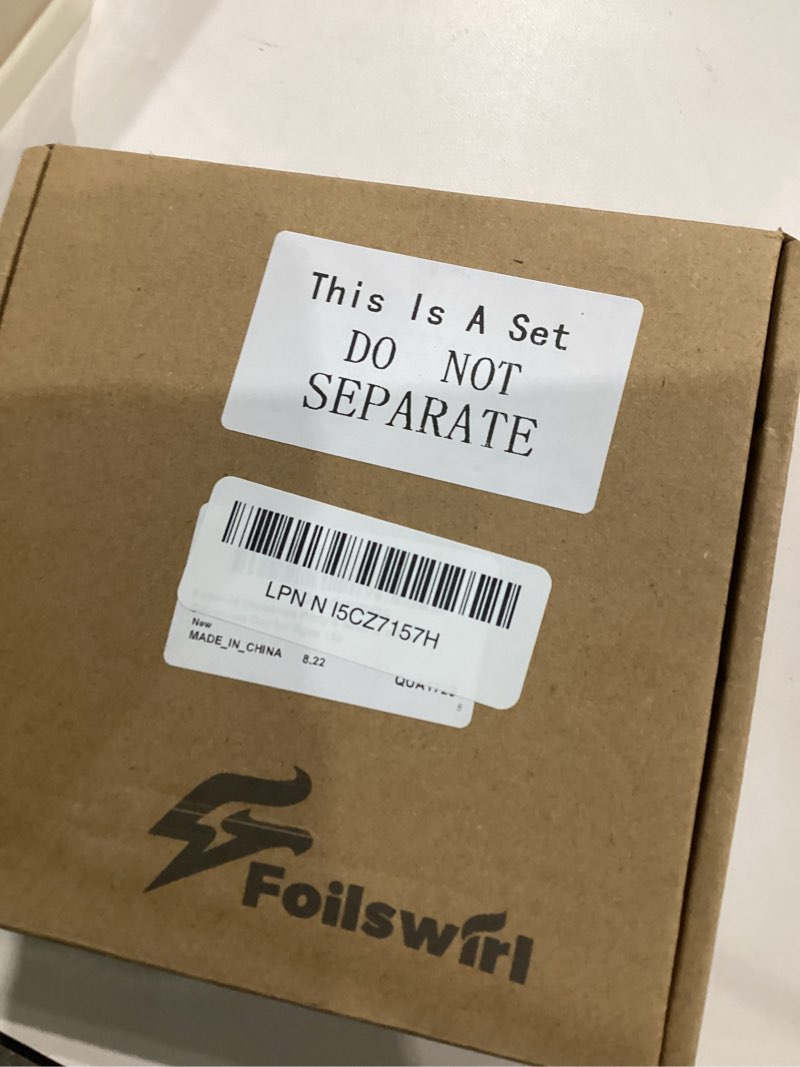 This Is A Set
DO NOT
SEPARATE
LPN N I5CZ7157H
New
MADE_IN_CHINA 8.22
Foilswirl